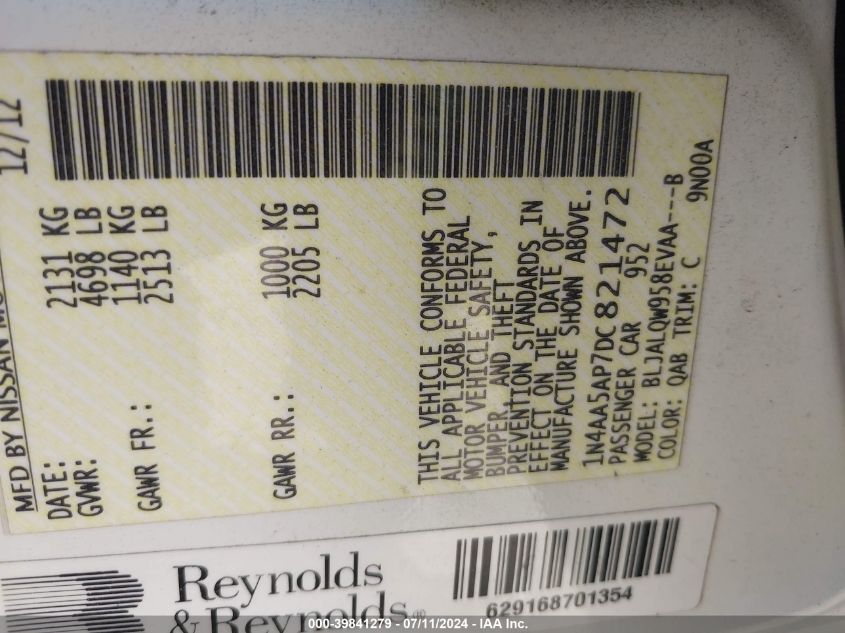 MFD BY NISSAN
DATE: 12/12
GVWR: 2131 KG
4698 LB
GAWR FR.: 1140 KG
2513 LB
GAWR RR.: 1000 KG
2205 LB
THIS VEHICLE CONFORMS TO
ALL APPLICABLE FEDERAL
MOTOR VEHICLE SAFETY,
BUMPER, AND THEFT
PREVENTION STANDARDS IN
EFFECT ON THE DATE OF
MANUFACTURE SHOWN ABOVE.
1N4AA5AP7DC821472
PASSENGER CAR 952
MODEL: BLJALQW958EVAA---B
COLOR: QAB TRIM: C 9N00A
Reynolds
& Reynolds
629168701354
000-39841279 - 07/11/2024 - IAA Inc.